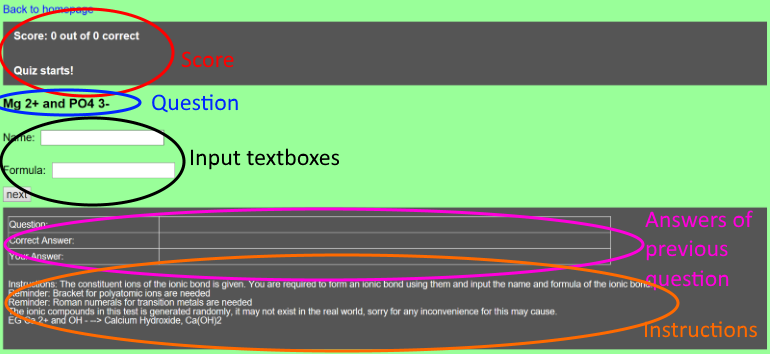 Back to homepage
Score: 0 out of 0 correct
Score
Quiz starts!
Mg 2+ and PO4 3-
Question
Name:
Input textboxes
Formula:
next
Question:
Correct Answer:
Your Answer:
Answers of
previous
question
Instructions: The constituent ions of the ionic bond is given. You are required to form an ionic bond using them and input the name and formula of the ionic bond.
Reminder: Bracket for polyatomic ions are needed
Reminder: Roman numerals for transition metals are needed
The ionic compounds in this test is generated randomly, it may not exist in the real world, sorry for any inconvenience for this may cause.
EG Ca 2+ and OH - --> Calcium Hydroxide, Ca(OH)2
Instructions